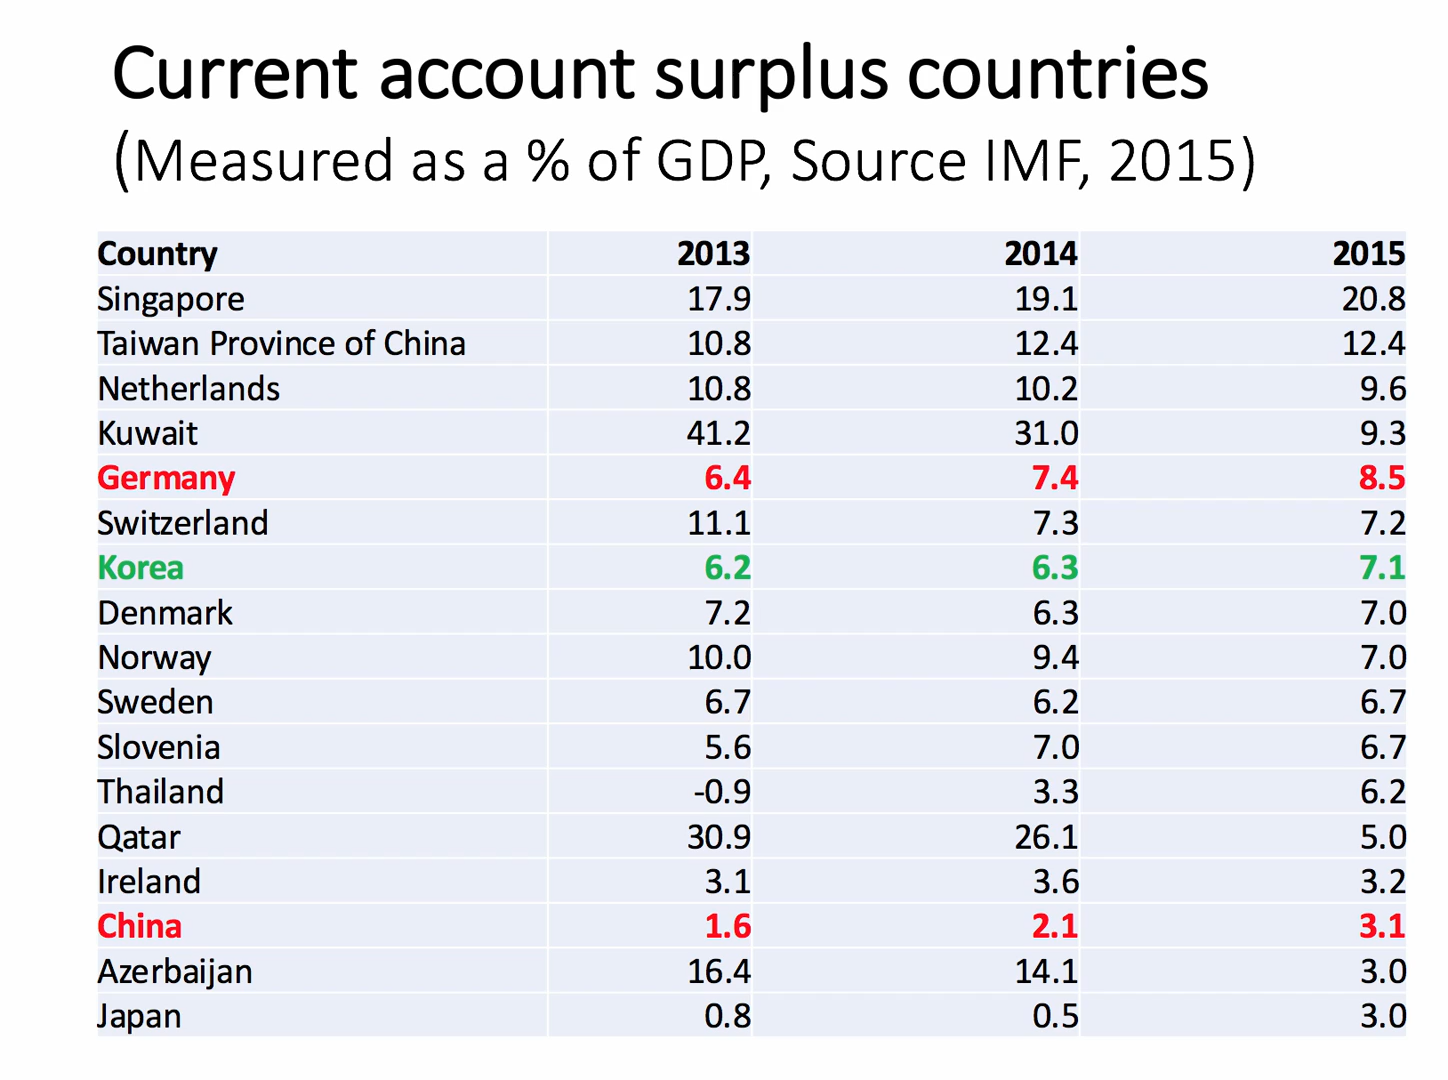 Current account surplus countries
(Measured as a % of GDP, Source IMF, 2015)
Country 2013 2014 2015
Singapore 17.9 19.1 20.8
Taiwan Province of China 10.8 12.4 12.4
Netherlands 10.8 10.2 9.6
Kuwait 41.2 31.0 9.3
Germany 6.4 7.4 8.5
Switzerland 11.1 7.3 7.2
Korea 6.2 6.3 7.1
Denmark 7.2 6.3 7.0
Norway 10.0 9.4 7.0
Sweden 6.7 6.2 6.7
Slovenia 5.6 7.0 6.7
Thailand -0.9 3.3 6.2
Qatar 30.9 26.1 5.0
Ireland 3.1 3.6 3.2
China 1.6 2.1 3.1
Azerbaijan 16.4 14.1 3.0
Japan 0.8 0.5 3.0